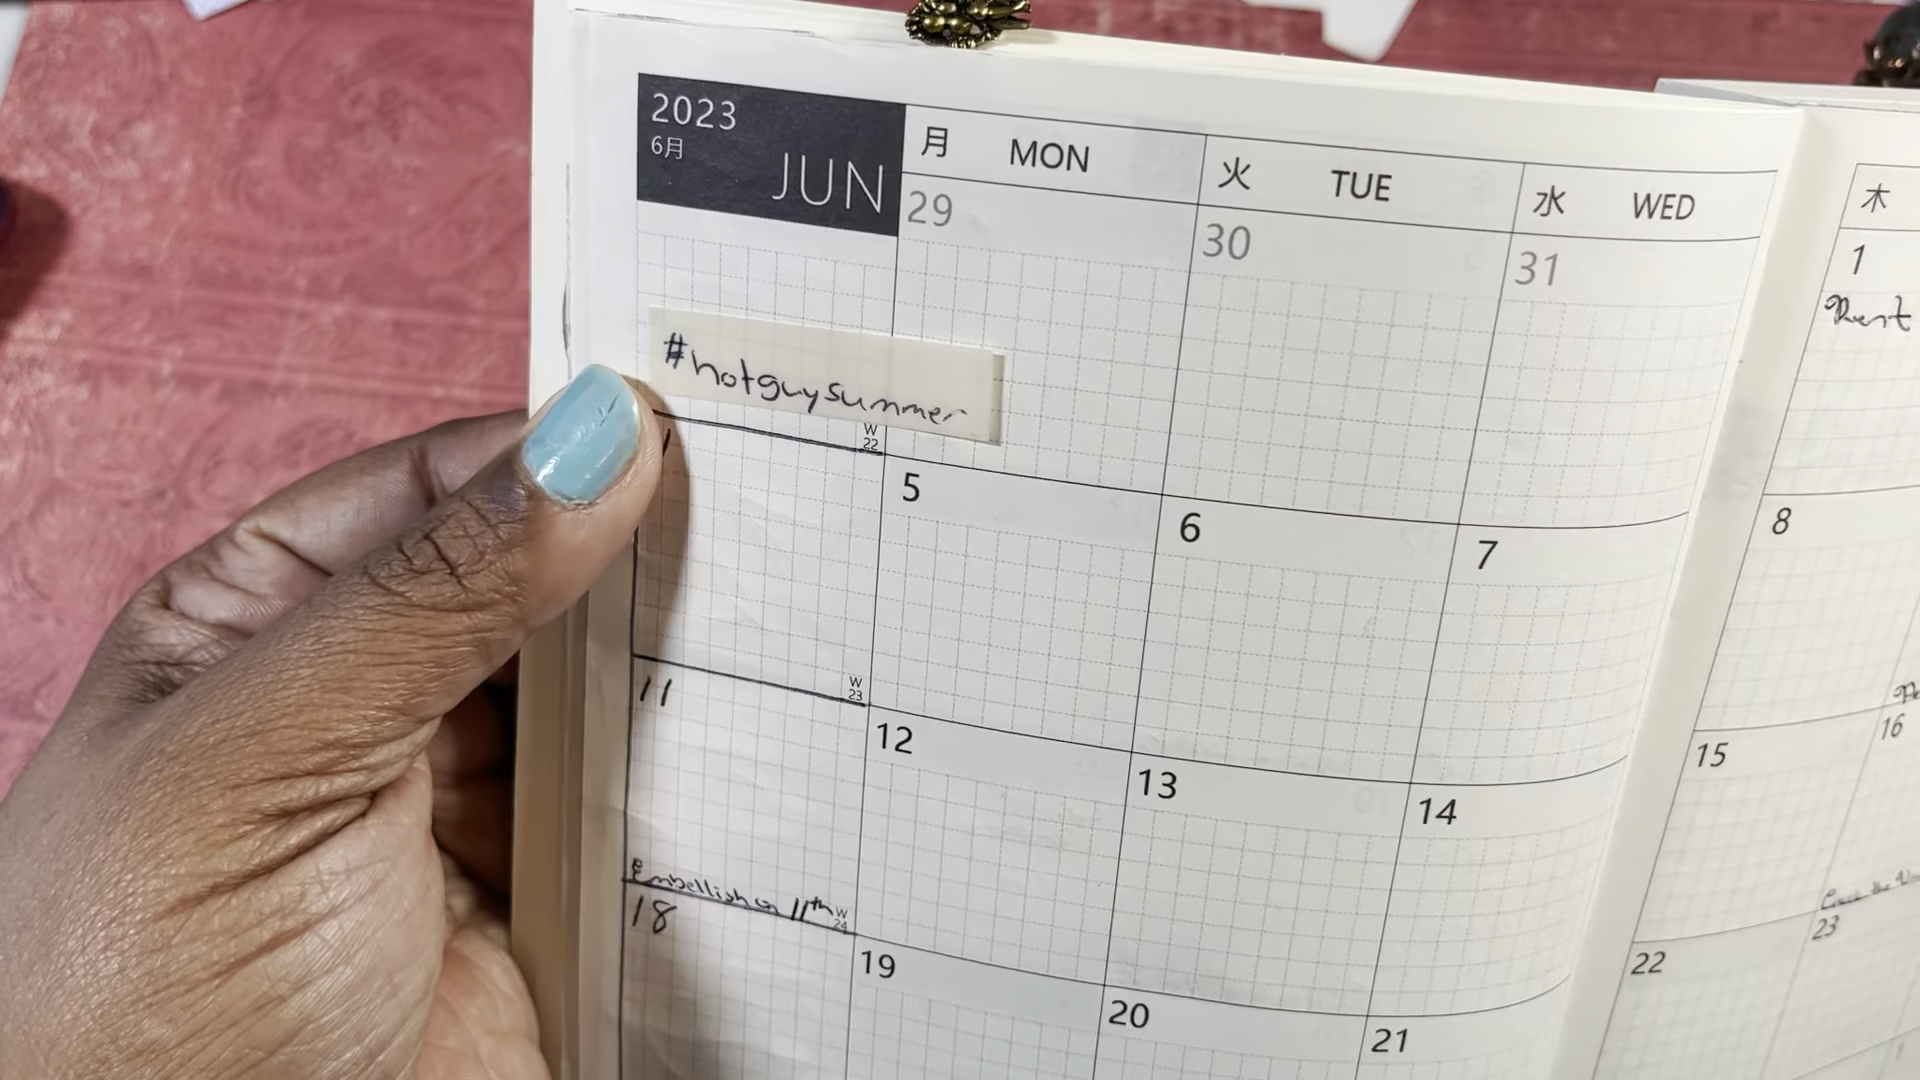 2023
6月
JUN
月 MON
火 TUE
水 WED
木
29
30
31
1
Rent
#hotguysummer
W
22
5
6
7
8
W
23
11
12
13
14
15
16
Embellish on 11th
W
24
18
19
20
21
22
23